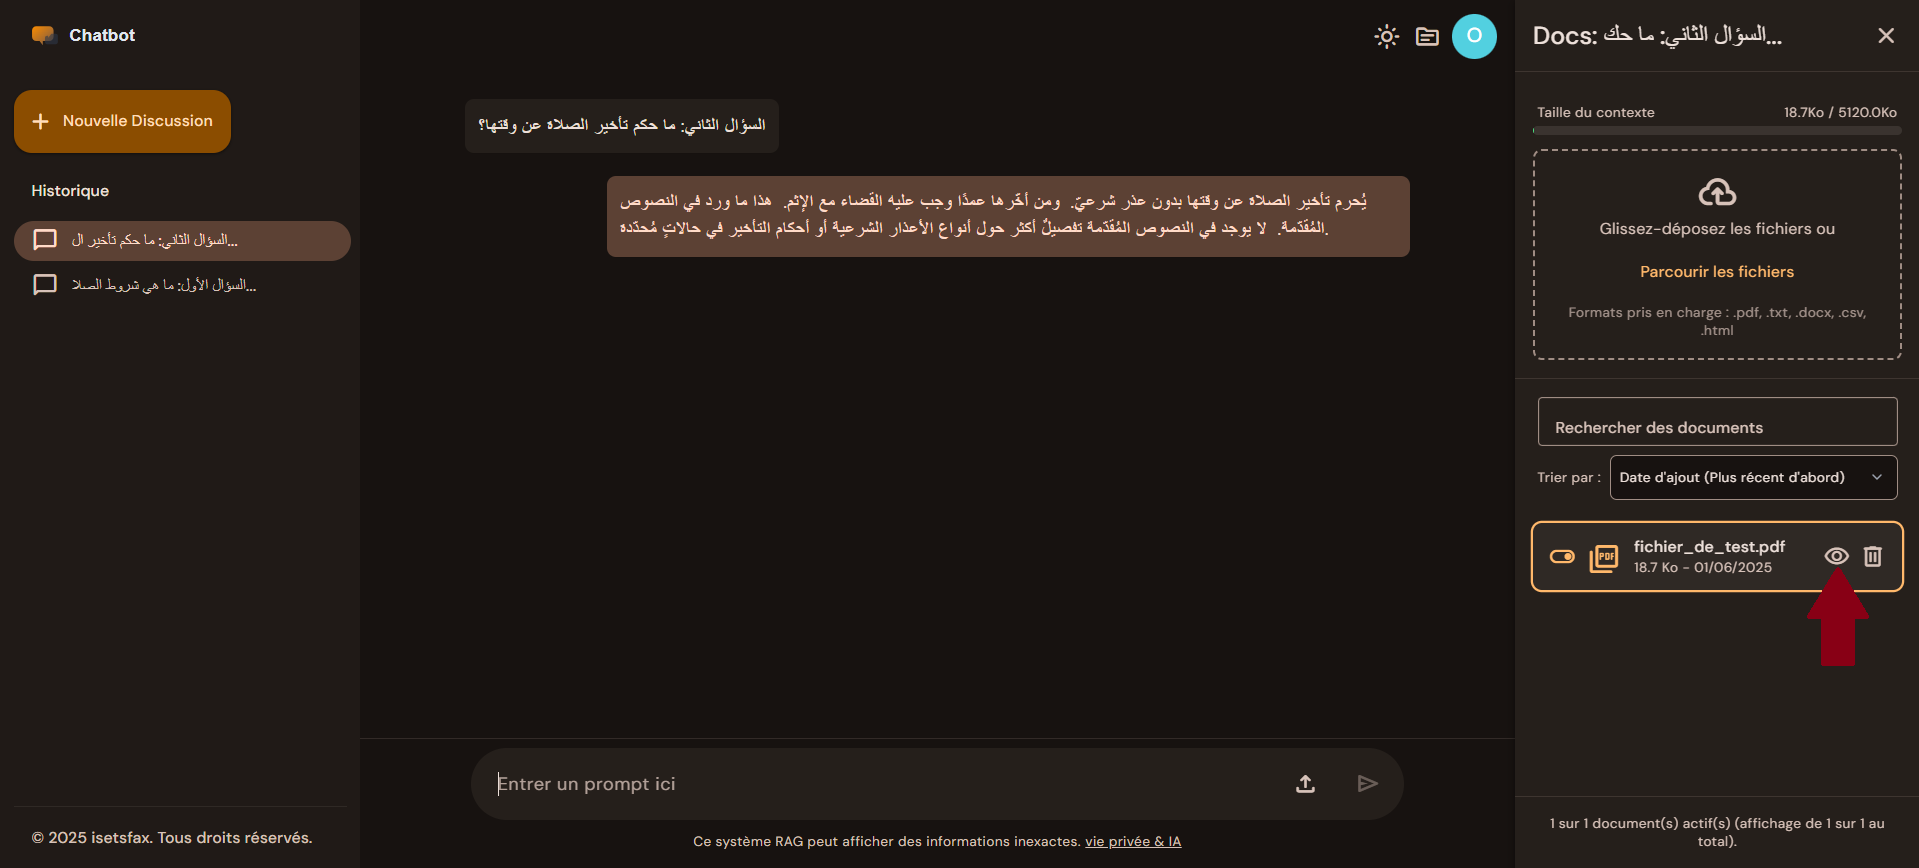 Chatbot
Nouvelle Discussion
Historique
السؤال الثاني: ما حكم تأخير ال...
السؤال الأول: ما هي شروط الصلا...
© 2025 isetsfax. Tous droits réservés.
O
السؤال الثاني: ما حكم تأخير الصلاة عن وقتها؟
يُحرم تأخير الصلاة عن وقتها بدون عذر شرعيّ. ومن أخّرها عمدًا وجب عليه القضاء مع الإثم. هذا ما ورد في النصوص
المُقدّمة. لا يوجد في النصوص المُقدّمة تفصيلٌ أكثر حول أنواع الأعذار الشرعية أو أحكام التأخير في حالاتٍ مُحدّدة.
Entrer un prompt ici
Ce système RAG peut afficher des informations inexactes. vie privée & IA
Docs: السؤال الثاني: ما حك...
Taille du contexte 18.7Ko / 5120.0Ko
Glissez-déposez les fichiers ou
Parcourir les fichiers
Formats pris en charge : .pdf, .txt, .docx, .csv,
.html
Rechercher des documents
Trier par : Date d'ajout (Plus récent d'abord)
PDF
fichier_de_test.pdf
18.7 Ko - 01/06/2025
1 sur 1 document(s) actif(s) (affichage de 1 sur 1 au
total).